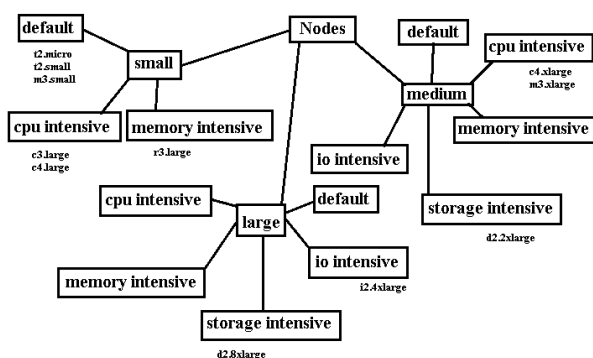 Nodes
default
t2.micro
t2.small
m3.small
small
cpu intensive
c3.large
c4.large
memory intensive
r3.large
default
cpu intensive
c4.xlarge
m3.xlarge
medium
memory intensive
io intensive
storage intensive
d2.2xlarge
cpu intensive
default
large
io intensive
i2.4xlarge
memory intensive
storage intensive
d2.8xlarge